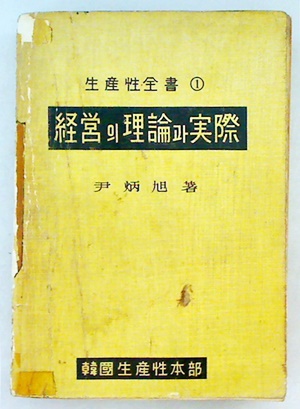 生産性全書 ①
経営의 理論과 実際
尹炳旭 著
韓國生産性本部